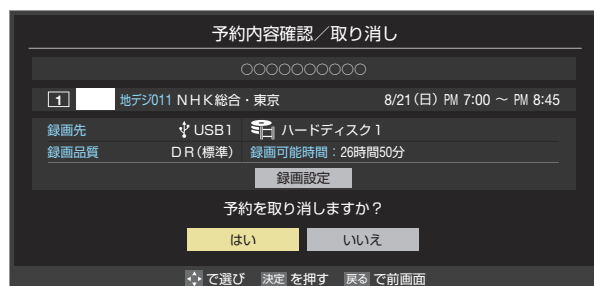 予約内容確認／取り消し
○○○○○○○○○○
1 地デジ011 NHK総合・東京 8/21(日) PM 7:00 ～ PM 8:45
録画先 USB1 ハードディスク1
録画品質 DR(標準) 録画可能時間：26時間50分
録画設定
予約を取り消しますか？
はい いいえ
で選び 決定 を押す 戻る で前画面